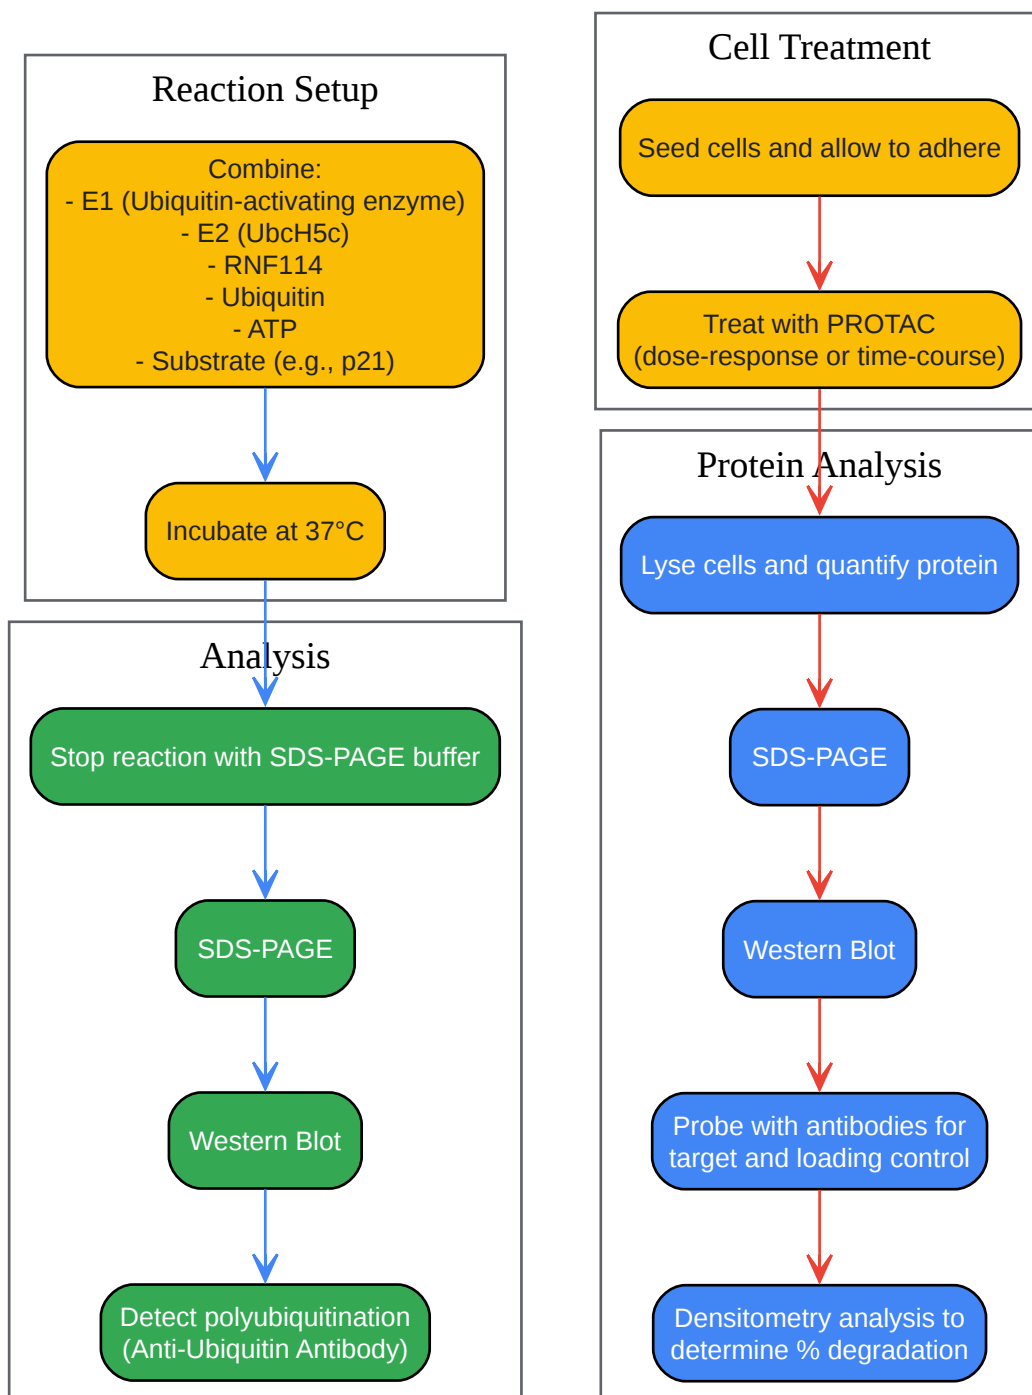 Reaction Setup
Combine:
- E1 (Ubiquitin-activating enzyme)
- E2 (UbcH5c)
- RNF114
- Ubiquitin
- ATP
- Substrate (e.g., p21)
Incubate at 37°C
Analysis
Stop reaction with SDS-PAGE buffer
SDS-PAGE
Western Blot
Detect polyubiquitination
(Anti-Ubiquitin Antibody)
Cell Treatment
Seed cells and allow to adhere
Treat with PROTAC
(dose-response or time-course)
Protein Analysis
Lyse cells and quantify protein
SDS-PAGE
Western Blot
Probe with antibodies for
target and loading control
Densitometry analysis to
determine % degradation